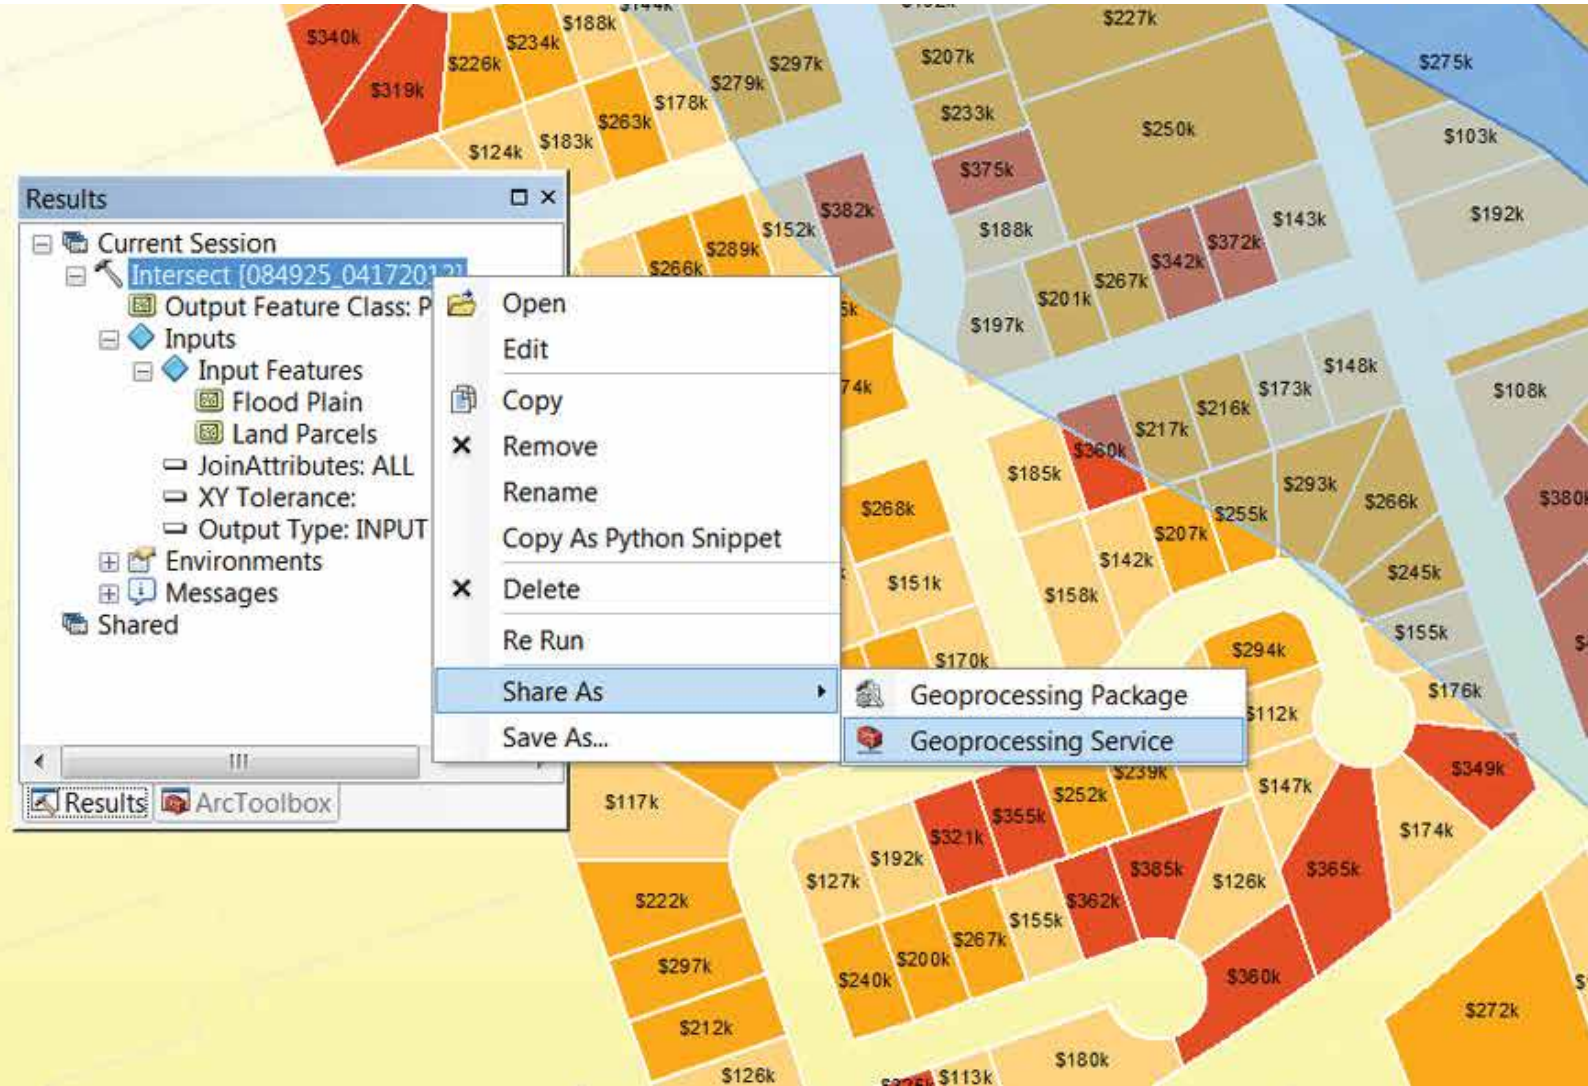 Results
Current Session
Intersect [084925_04172012]
Output Feature Class: P
Inputs
Input Features
Flood Plain
Land Parcels
JoinAttributes: ALL
XY Tolerance:
Output Type: INPUT
Environments
Messages
Shared
Results
ArcToolbox
Open
Edit
Copy
Remove
Rename
Copy As Python Snippet
Delete
Re Run
Share As
Save As...
Geoprocessing Package
Geoprocessing Service
$340k
$319k
$226k
$234k
$188k
$144k
$124k
$183k
$263k
$178k
$279k
$297k
$207k
$227k
$275k
$233k
$250k
$103k
$375k
$188k
$143k
$192k
$152k
$382k
$289k
$266k
$372k
$342k
$267k
$201k
$197k
74k
$148k
$173k
$216k
$217k
$108k
$360k
$185k
$268k
$293k
$266k
$380k
$255k
$207k
$142k
$151k
$158k
$245k
$155k
$294k
$170k
$176k
$112k
$349k
$239k
$252k
$147k
$117k
$355k
$321k
$174k
$192k
$127k
$385k
$126k
$365k
$222k
$362k
$155k
$267k
$200k
$240k
$297k
$360k
$272k
$212k
$126k
$180k
$113k